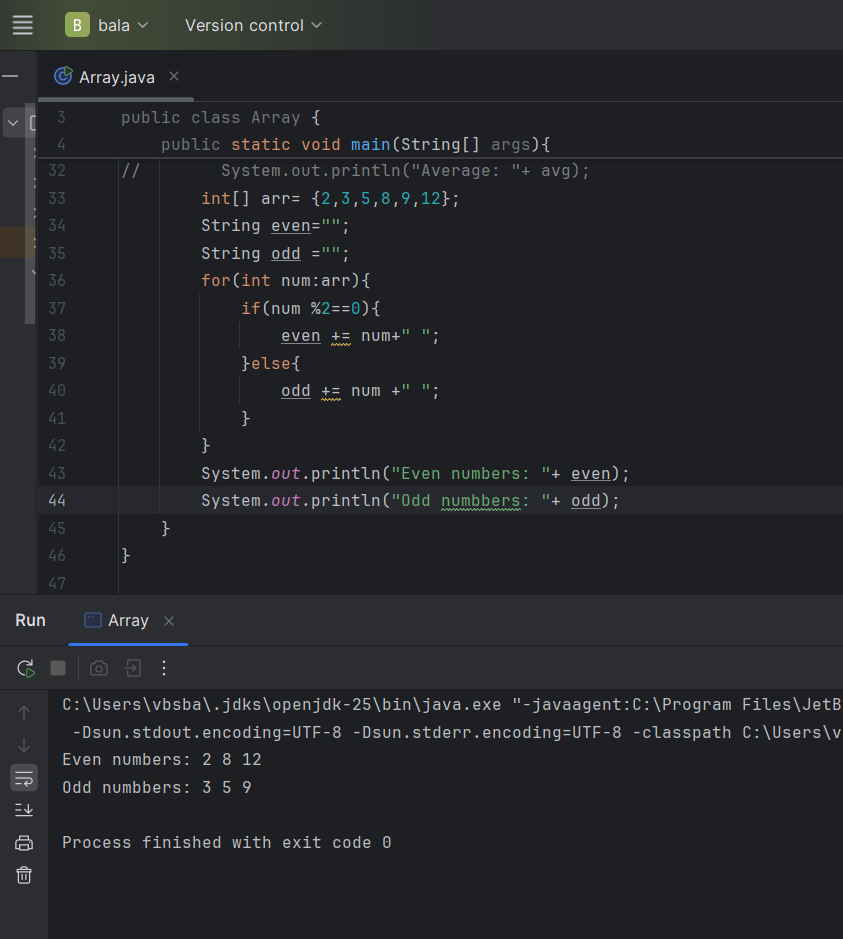 B bala Version control
Array.java
3 public class Array {
4 public static void main(String[] args){
32 // System.out.println("Average: "+ avg);
33 int[] arr= {2,3,5,8,9,12};
34 String even="";
35 String odd ="";
36 for(int num:arr){
37 if(num %2==0){
38 even += num+" ";
39 }else{
40 odd += num +" ";
41 }
42 }
43 System.out.println("Even numbers: "+ even);
44 System.out.println("Odd numbbers: "+ odd);
45 }
46 }
47
Run Array
C:\Users\vbsba\.jdks\openjdk-25\bin\java.exe "-javaagent:C:\Program Files\JetB
-Dsun.stdout.encoding=UTF-8 -Dsun.stderr.encoding=UTF-8 -classpath C:\Users\v
Even numbers: 2 8 12
Odd numbbers: 3 5 9
Process finished with exit code 0